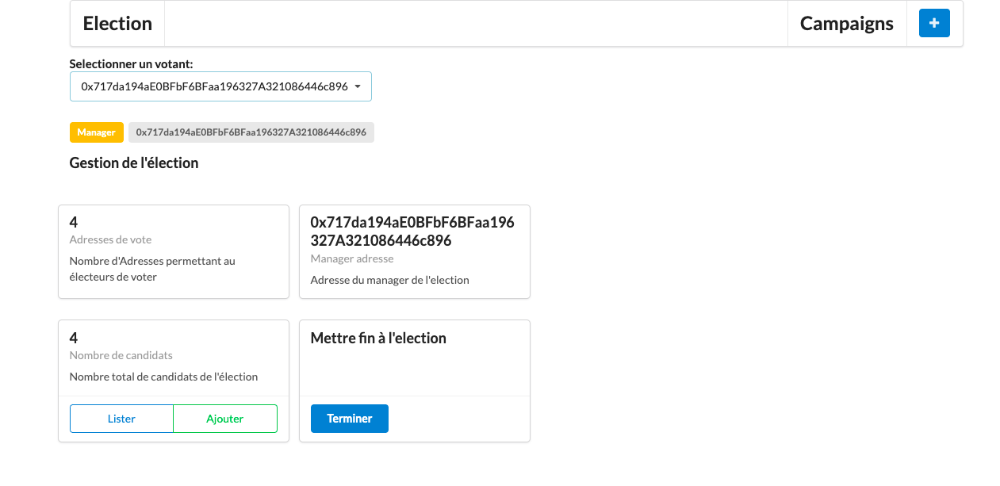 Election
Campaigns
Selectionner un votant:
0x717da194aE0BFbF6BFaa196327A321086446c896
Manager 0x717da194aE0BFbF6BFaa196327A321086446c896
Gestion de l'élection
4
Adresses de vote
Nombre d'Adresses permettant au
électeurs de voter
0x717da194aE0BFbF6BFaa196
327A321086446c896
Manager adresse
Adresse du manager de l'election
4
Nombre de candidats
Nombre total de candidats de l'élection
Lister
Ajouter
Mettre fin à l'election
Terminer